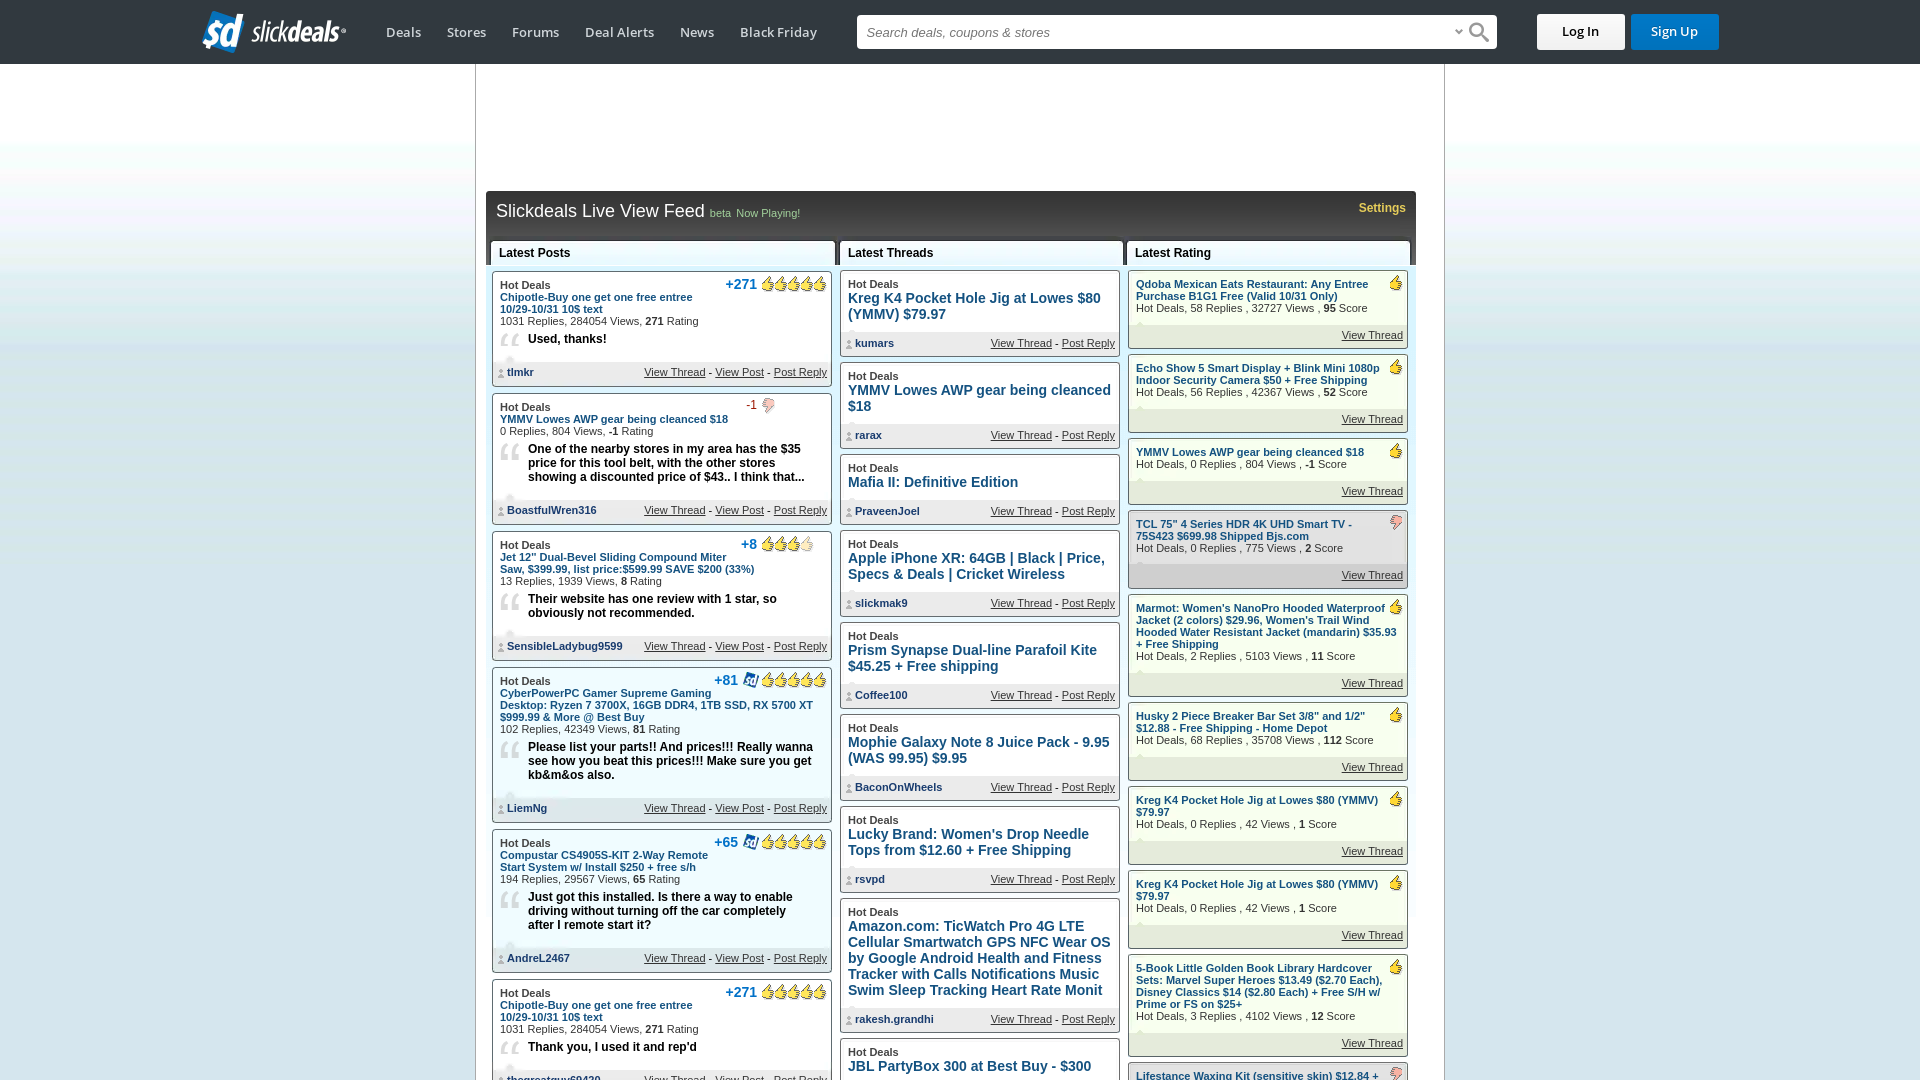 sd slickdeals
Deals
Stores
Forums
Deal Alerts
News
Black Friday
Search deals, coupons & stores
Log In
Sign Up
Slickdeals Live View Feed beta Now Playing!
Settings
Latest Posts
Hot Deals
+271
Chipotle-Buy one get one free entree
10/29-10/31 10$ text
1031 Replies, 284054 Views, 271 Rating
Used, thanks!
tlmkr
View Thread - View Post - Post Reply
Hot Deals
-1
YMMV Lowes AWP gear being cleanced $18
0 Replies, 804 Views, -1 Rating
One of the nearby stores in my area has the $35
price for this tool belt, with the other stores
showing a discounted price of $43.. I think that...
BoastfulWren316
View Thread - View Post - Post Reply
Hot Deals
+8
Jet 12" Dual-Bevel Sliding Compound Miter
Saw, $399.99, list price:$599.99 SAVE $200 (33%)
13 Replies, 1939 Views, 8 Rating
Their website has one review with 1 star, so
obviously not recommended.
SensibleLadybug9599
View Thread - View Post - Post Reply
Hot Deals
+81 sd
CyberPowerPC Gamer Supreme Gaming
Desktop: Ryzen 7 3700X, 16GB DDR4, 1TB SSD, RX 5700 XT
$999.99 & More @ Best Buy
102 Replies, 42349 Views, 81 Rating
Please list your parts!! And prices!!! Really wanna
see how you beat this prices!!! Make sure you get
kb&m&os also.
LiemNg
View Thread - View Post - Post Reply
Hot Deals
+65 sd
Compustar CS4905S-KIT 2-Way Remote
Start System w/ Install $250 + free s/h
194 Replies, 29567 Views, 65 Rating
Just got this installed. Is there a way to enable
driving without turning off the car completely
after I remote start it?
AndreL2467
View Thread - View Post - Post Reply
Hot Deals
+271
Chipotle-Buy one get one free entree
10/29-10/31 10$ text
1031 Replies, 284054 Views, 271 Rating
Thank you, I used it and rep'd
thegreatguy69420
View Thread - View Post - Post Reply
Latest Threads
Hot Deals
Kreg K4 Pocket Hole Jig at Lowes $80
(YMMV) $79.97
kumars
View Thread - Post Reply
Hot Deals
YMMV Lowes AWP gear being cleanced
$18
rarax
View Thread - Post Reply
Hot Deals
Mafia II: Definitive Edition
PraveenJoel
View Thread - Post Reply
Hot Deals
Apple iPhone XR: 64GB | Black | Price,
Specs & Deals | Cricket Wireless
slickmak9
View Thread - Post Reply
Hot Deals
Prism Synapse Dual-line Parafoil Kite
$45.25 + Free shipping
Coffee100
View Thread - Post Reply
Hot Deals
Mophie Galaxy Note 8 Juice Pack - 9.95
(WAS 99.95) $9.95
BaconOnWheels
View Thread - Post Reply
Hot Deals
Lucky Brand: Women's Drop Needle
Tops from $12.60 + Free Shipping
rsvpd
View Thread - Post Reply
Hot Deals
Amazon.com: TicWatch Pro 4G LTE
Cellular Smartwatch GPS NFC Wear OS
by Google Android Health and Fitness
Tracker with Calls Notifications Music
Swim Sleep Tracking Heart Rate Monit
rakesh.grandhi
View Thread - Post Reply
Hot Deals
JBL PartyBox 300 at Best Buy - $300
Latest Rating
Qdoba Mexican Eats Restaurant: Any Entree
Purchase B1G1 Free (Valid 10/31 Only)
Hot Deals, 58 Replies , 32727 Views , 95 Score
View Thread
Echo Show 5 Smart Display + Blink Mini 1080p
Indoor Security Camera $50 + Free Shipping
Hot Deals, 56 Replies , 42367 Views , 52 Score
View Thread
YMMV Lowes AWP gear being cleanced $18
Hot Deals, 0 Replies , 804 Views , -1 Score
View Thread
TCL 75" 4 Series HDR 4K UHD Smart TV -
75S423 $699.98 Shipped Bjs.com
Hot Deals, 0 Replies , 775 Views , 2 Score
View Thread
Marmot: Women's NanoPro Hooded Waterproof
Jacket (2 colors) $29.96, Women's Trail Wind
Hooded Water Resistant Jacket (mandarin) $35.93
+ Free Shipping
Hot Deals, 2 Replies , 5103 Views , 11 Score
View Thread
Husky 2 Piece Breaker Bar Set 3/8" and 1/2"
$12.88 - Free Shipping - Home Depot
Hot Deals, 68 Replies , 35708 Views , 112 Score
View Thread
Kreg K4 Pocket Hole Jig at Lowes $80 (YMMV)
$79.97
Hot Deals, 0 Replies , 42 Views , 1 Score
View Thread
Kreg K4 Pocket Hole Jig at Lowes $80 (YMMV)
$79.97
Hot Deals, 0 Replies , 42 Views , 1 Score
View Thread
5-Book Little Golden Book Library Hardcover
Sets: Marvel Super Heroes $13.49 ($2.70 Each),
Disney Classics $14 ($2.80 Each) + Free S/H w/
Prime or FS on $25+
Hot Deals, 3 Replies , 4102 Views , 12 Score
View Thread
Lifestance Waxing Kit (sensitive skin) $12.84 +